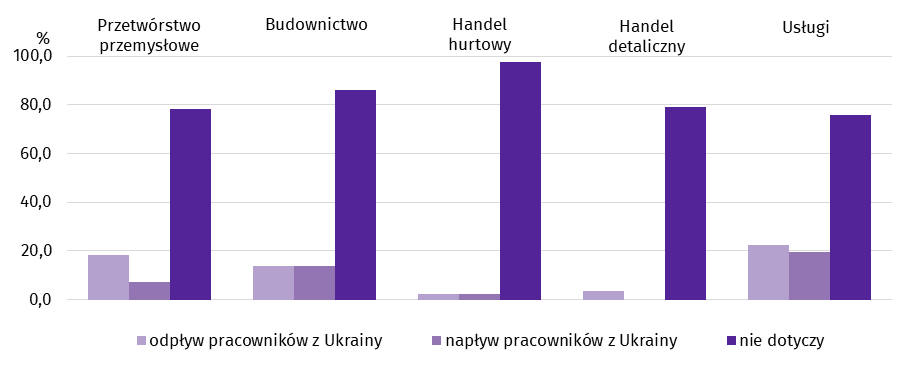 Przetwórstwo
przemysłowe
Budownictwo
Handel
hurtowy
Handel
detaliczny
Usługi
%
100,0
80,0
60,0
40,0
20,0
0,0
odpływ pracowników z Ukrainy
napływ pracowników z Ukrainy
nie dotyczy